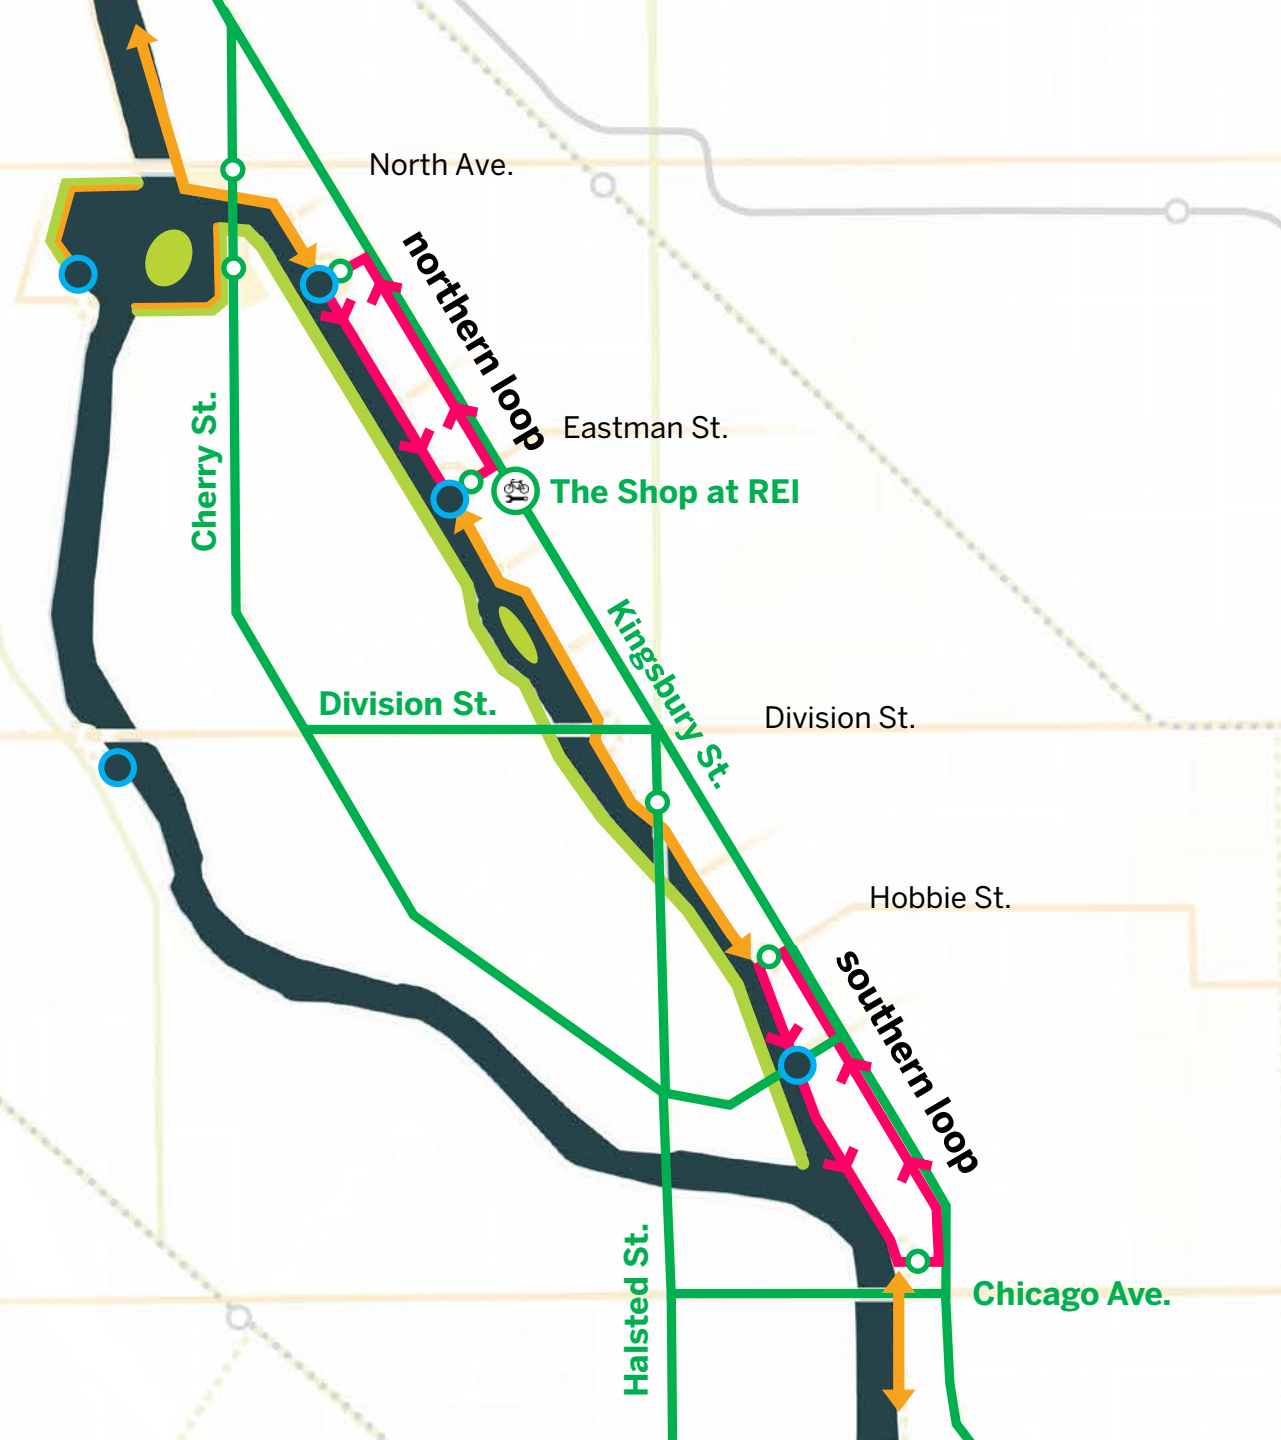 North Ave.
northern loop
Eastman St.
Cherry St.
The Shop at REI
Kingsbury St.
Division St.
Division St.
Hobbie St.
southern loop
Halsted St.
Chicago Ave.